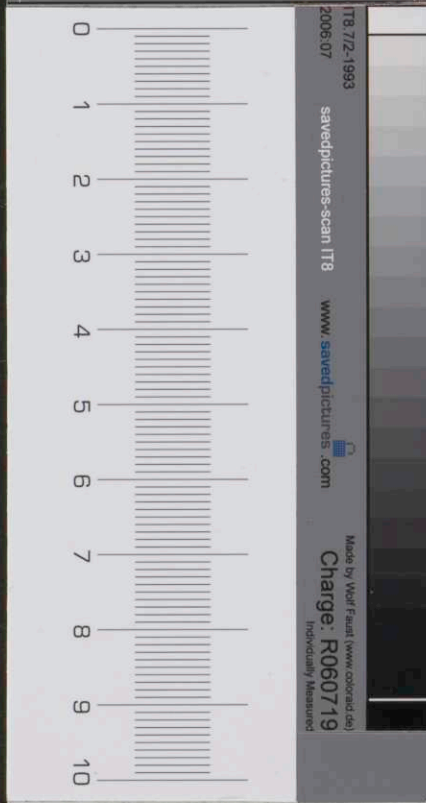 IT8.7/2-1993
2006:07
savedpictures-scan IT8
www.savedpictures.com
Made by Wolf Faust (www.coloraid.de)
Charge: R060719
Individually Measured
0
1
2
3
4
5
6
7
8
9
10